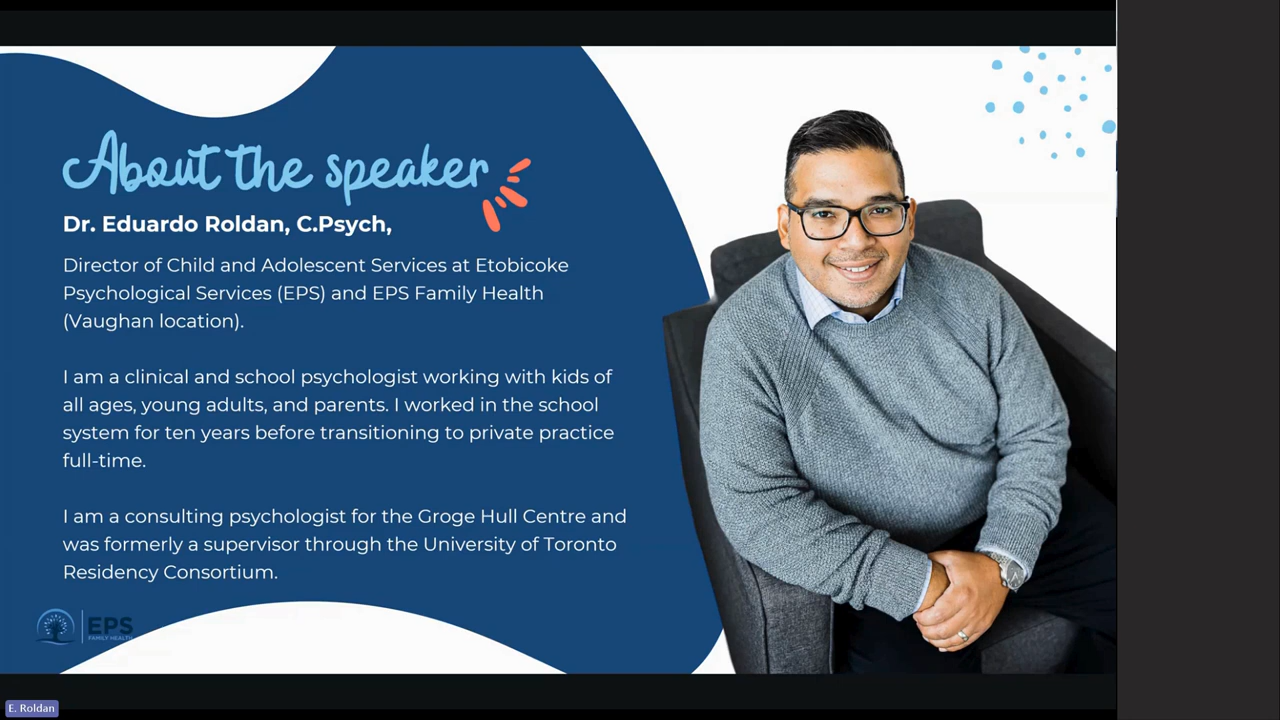 About the speaker
Dr. Eduardo Roldan, C.Psych,
Director of Child and Adolescent Services at Etobicoke
Psychological Services (EPS) and EPS Family Health
(Vaughan location).
I am a clinical and school psychologist working with kids of
all ages, young adults, and parents. I worked in the school
system for ten years before transitioning to private practice
full-time.
I am a consulting psychologist for the Groge Hull Centre and
was formerly a supervisor through the University of Toronto
Residency Consortium.
EPS
FAMILY HEALTH
E. Roldan